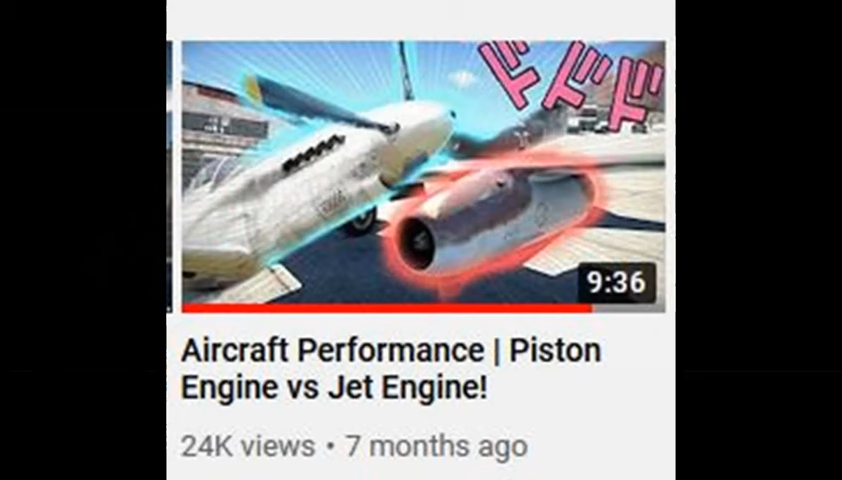 ドドド
9:36
Aircraft Performance | Piston
Engine vs Jet Engine!
24K views • 7 months ago